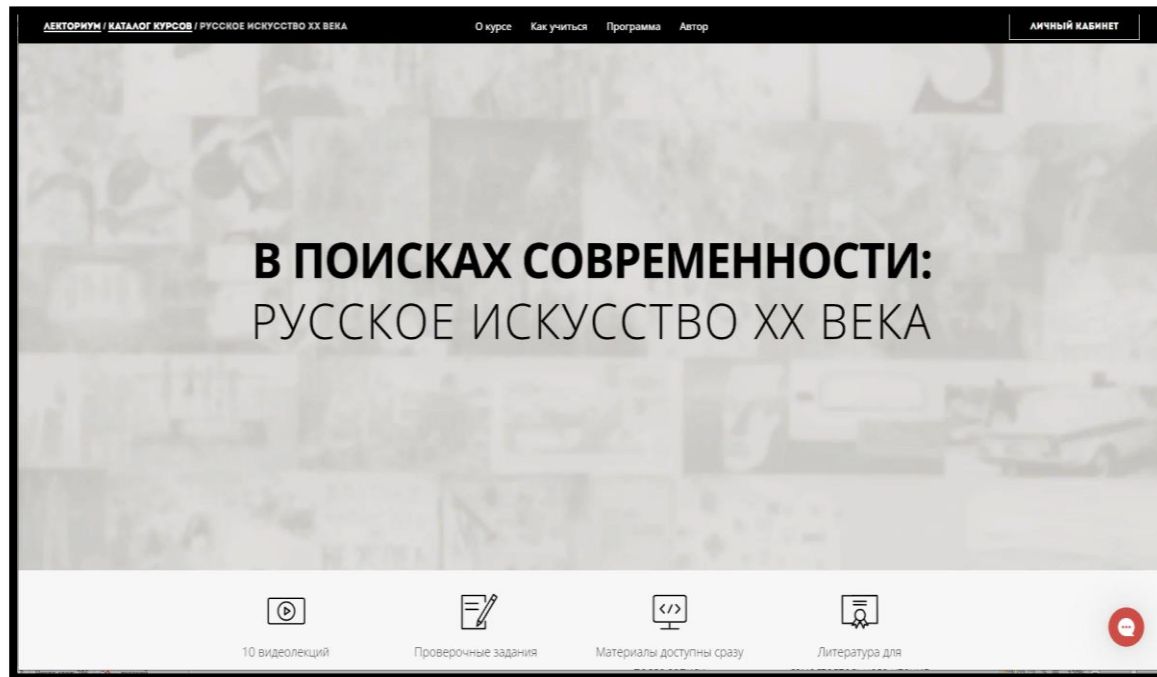 ЛЕКТОРИУМ / КАТАЛОГ КУРСОВ / РУССКОЕ ИСКУССТВО XX ВЕКА
О курсе Как учиться Программа Автор
ЛИЧНЫЙ КАБИНЕТ
В ПОИСКАХ СОВРЕМЕННОСТИ:
РУССКОЕ ИСКУССТВО XX ВЕКА
10 видеолекций
Проверочные задания
Материалы доступны сразу
Литература для